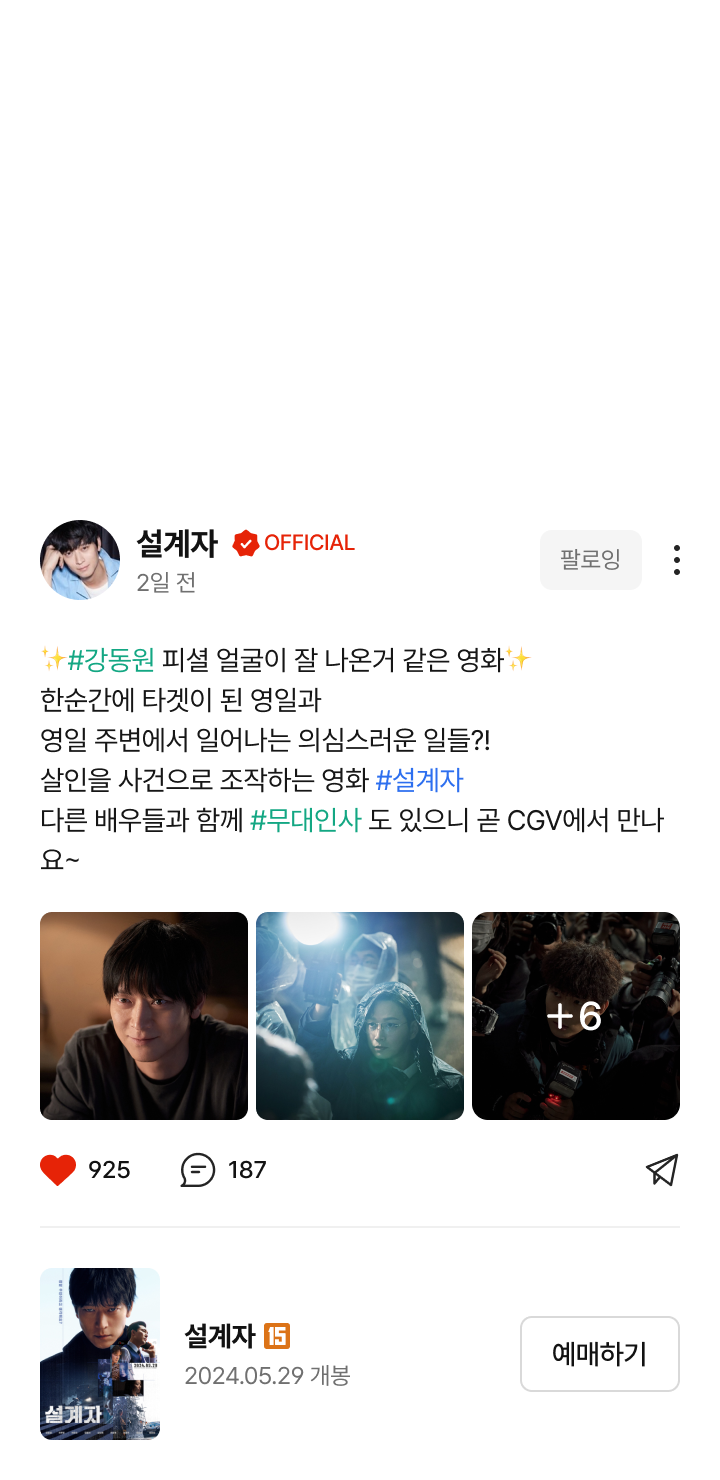 설계자 OFFICIAL
2일 전
팔로잉
✨#강동원 피셜 얼굴이 잘 나온거 같은 영화✨
한순간에 타겟이 된 영일과
영일 주변에서 일어나는 의심스러운 일들?!
살인을 사건으로 조작하는 영화 #설계자
다른 배우들과 함께 #무대인사 도 있으니 곧 CGV에서 만나
요~
+6
925
187
설계자 15
2024.05.29 개봉
예매하기
2024.05.29
설계자